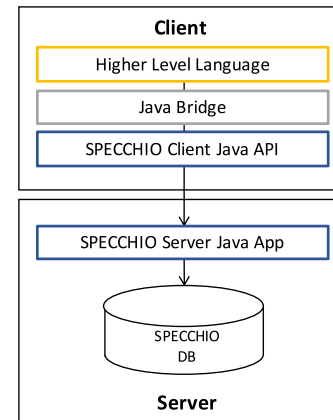 Client
Higher Level Language
Java Bridge
SPECCHIO Client Java API
SPECCHIO Server Java App
SPECCHIO
DB
Server